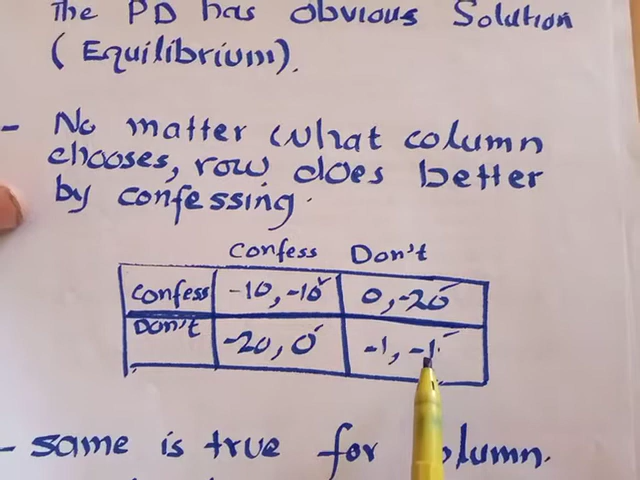 The PD has obvious Solution
(Equilibrium).
- No matter what column
chooses, row does better
by confessing.
Confess Don't
Confess -10, -10 0, -20
Don't -20, 0 -1, -1
- same is true for column.